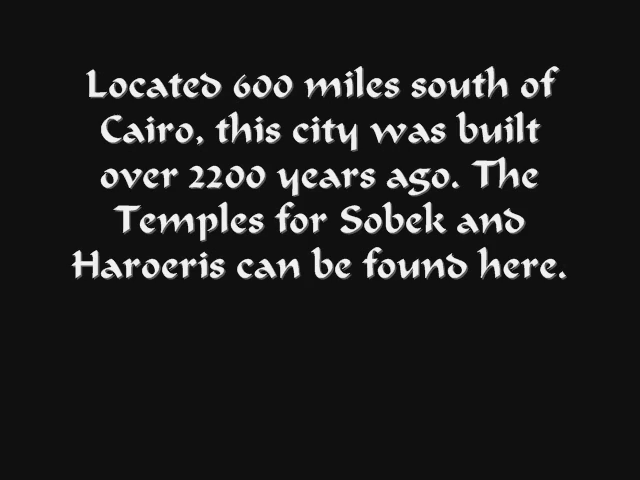 Located 600 miles south of
Cairo, this city was built
over 2200 years ago. The
Temples for Sobek and
Haroeris can be found here.